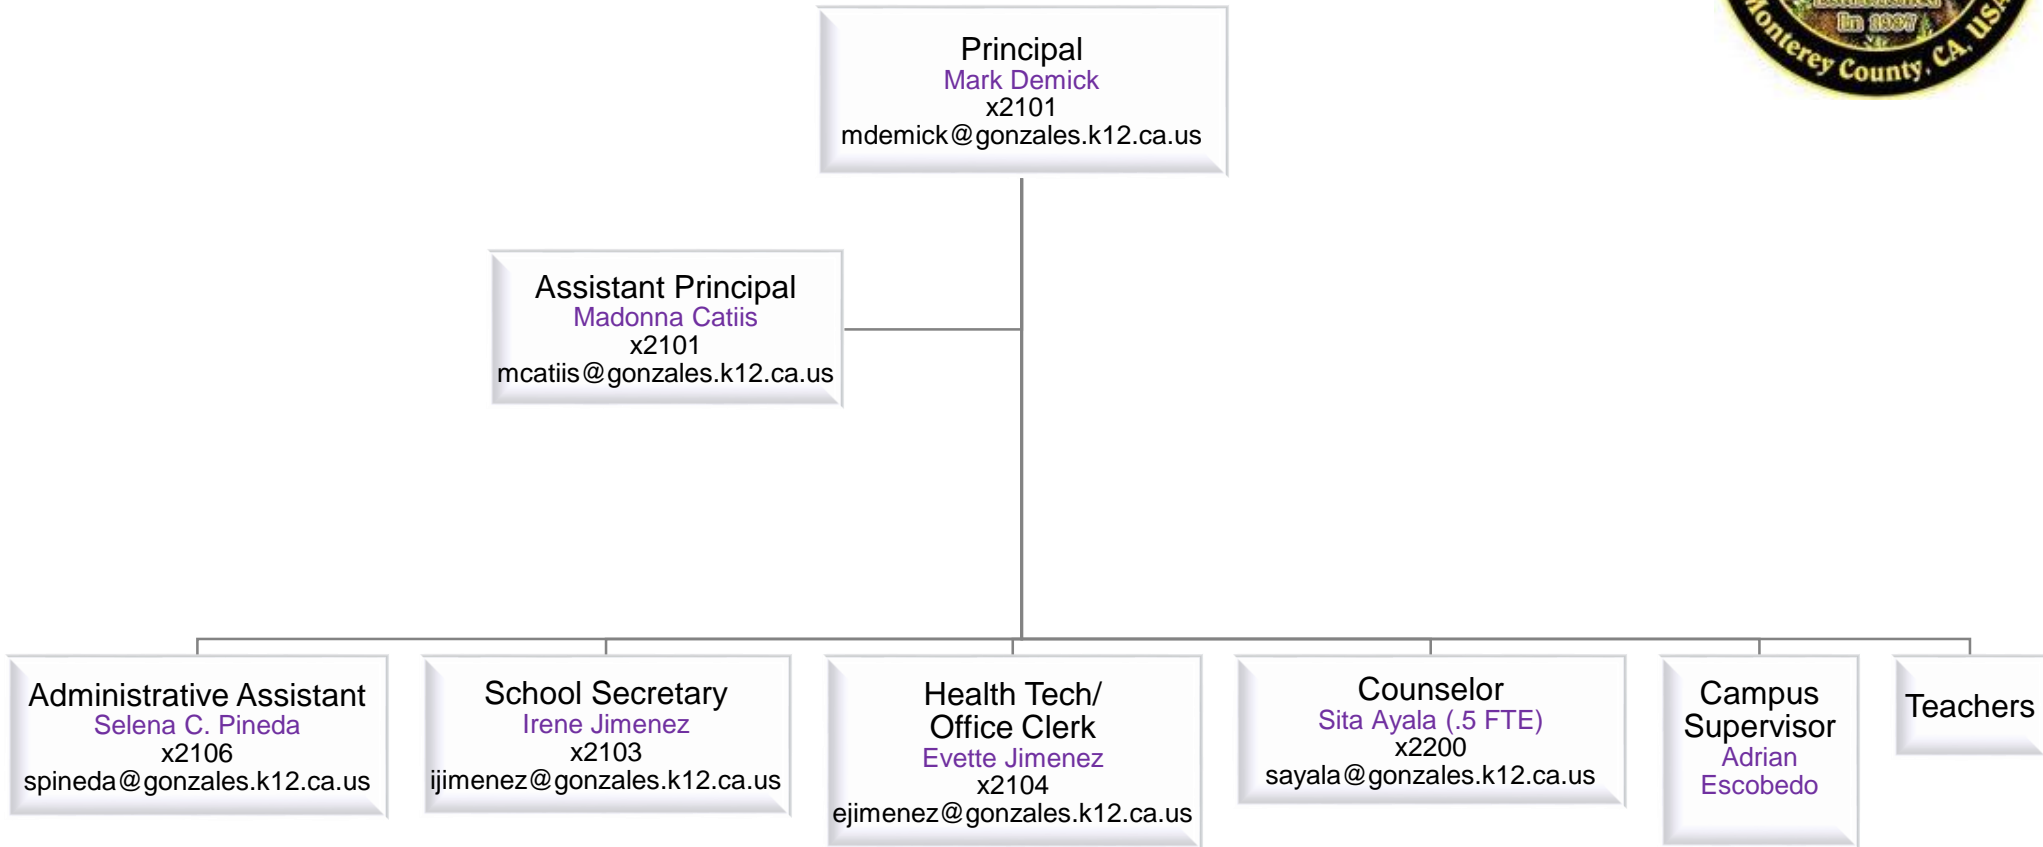 Established
In 1997
Monterey County, CA, USA
Principal
Mark Demick
x2101
mdemick@gonzales.k12.ca.us
Assistant Principal
Madonna Catiis
x2101
mcatiis@gonzales.k12.ca.us
Administrative Assistant
Selena C. Pineda
x2106
spineda@gonzales.k12.ca.us
School Secretary
Irene Jimenez
x2103
ijimenez@gonzales.k12.ca.us
Health Tech/
Office Clerk
Evette Jimenez
x2104
ejimenez@gonzales.k12.ca.us
Counselor
Sita Ayala (.5 FTE)
x2200
sayala@gonzales.k12.ca.us
Campus
Supervisor
Adrian
Escobedo
Teachers